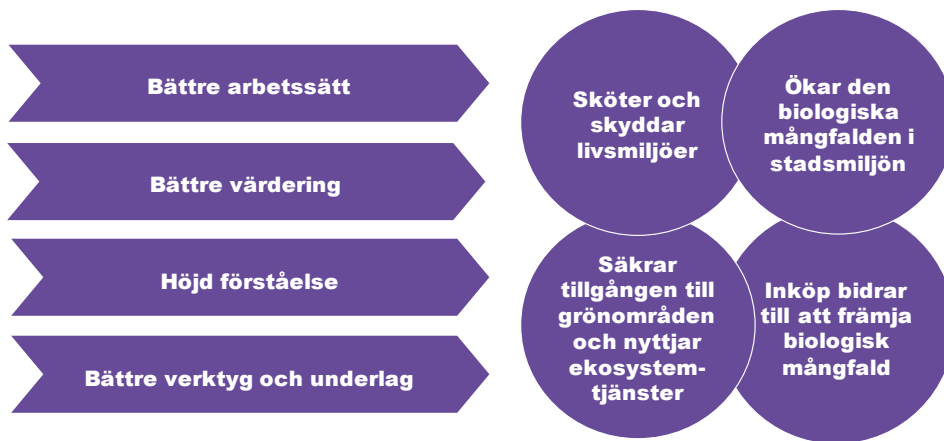 Bättre arbetssätt
Bättre värdering
Höjd förståelse
Bättre verktyg och underlag
Sköter och
skyddar
livsmiljöer
Ökar den
biologiska
mångfalden i
stadsmiljön
Säkrar
tillgången till
grönområden
och nyttjar
ekosystem-
tjänster
Inköp bidrar
till att främja
biologisk
mångfald